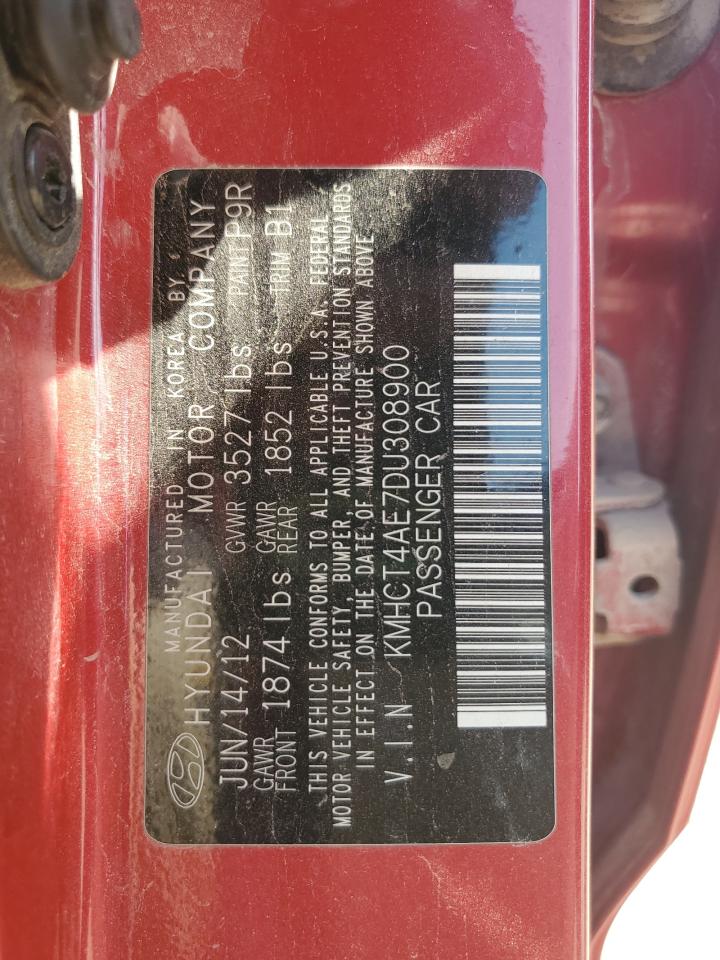 MANUFACTURED IN KOREA BY
HYUNDAI MOTOR COMPANY
JUN/14/12 GVWR 3527 lbs PAINT P9R
GAWR FRONT 1874 lbs GAWR REAR 1852 lbs TRIM B1
THIS VEHICLE CONFORMS TO ALL APPLICABLE U.S.A. FEDERAL
MOTOR VEHICLE SAFETY, BUMPER, AND THEFT PREVENTION STANDARDS
IN EFFECT ON THE DATE OF MANUFACTURE SHOWN ABOVE
V.I.N KMHCT4AE7DU308900
PASSENGER CAR